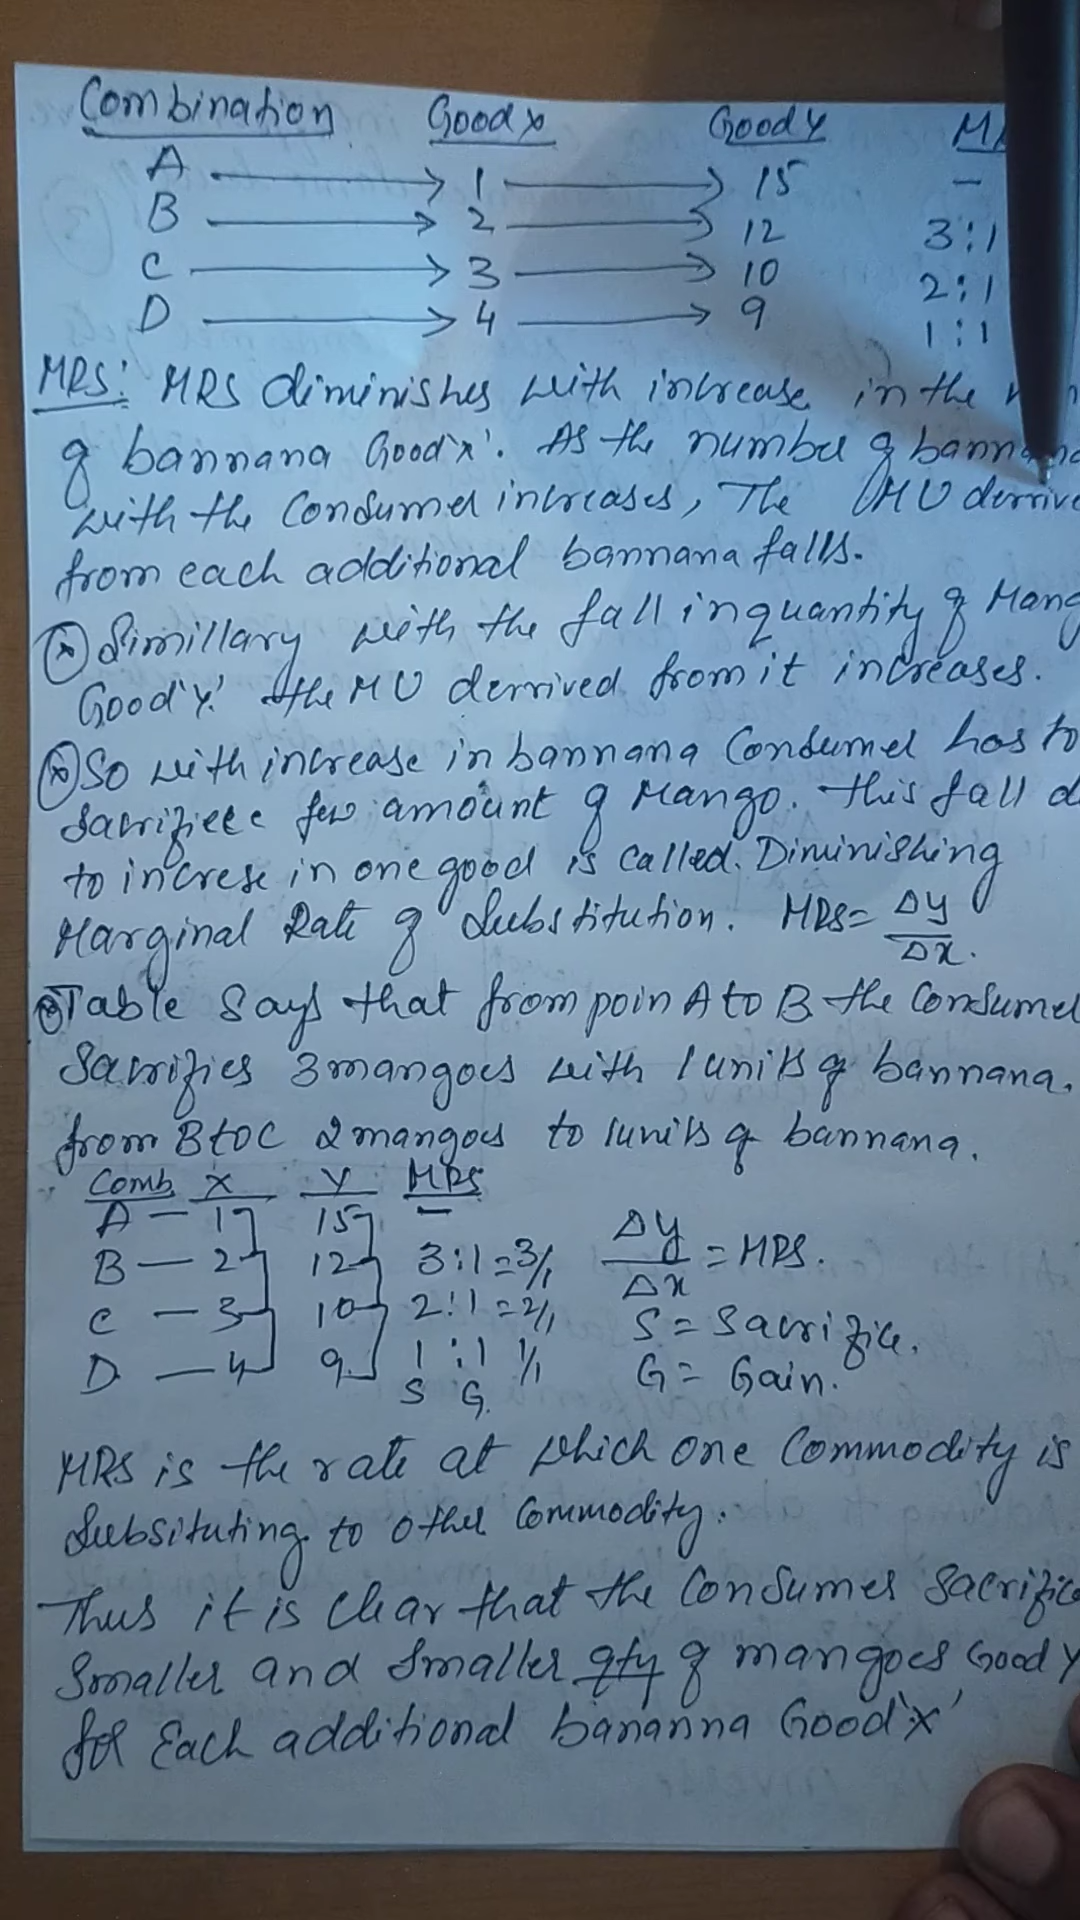 Combination Good x Good y
A → 1 → 15 —
B → 2 → 12 3:1
C → 3 → 10 2:1
D → 4 → 9 1:1
MRS: MRS diminishes with increase in the
of bannana Good 'x'. As the number of
with the Consumer increases, The MU
from each additional bannana falls.
Simillary with the fall in quantity of
Good 'y' the MU derrived from it increases.
So with increase in bannana Consumer has to
Sacrifiece few amount of Mango. this fall
to increse in one good is called. Diminishing
Marginal Rate of Substitution. MRS = Δy/Δx.
Table Says that from poin A to B the Consumer
Sacrifies 3 mangoes with 1 units of bannana.
from B to C 2 mangoes to 1 units of bannana.
Comb X Y MRS
A — 1 15 —
B — 2 12 3:1 = 3/1 Δy/Δx = MRS.
C — 3 10 2:1 = 2/1 S = Sacrifice.
D — 4 9 1:1 1/1 G = Gain.
S G.
MRS is the rate at which one Commodity is
Subsituting to other Commodity.
Thus it is clear that the Consumer Sacrifice
Smaller and Smaller qty of mangoes Good y
for Each additional bananna Good 'x'